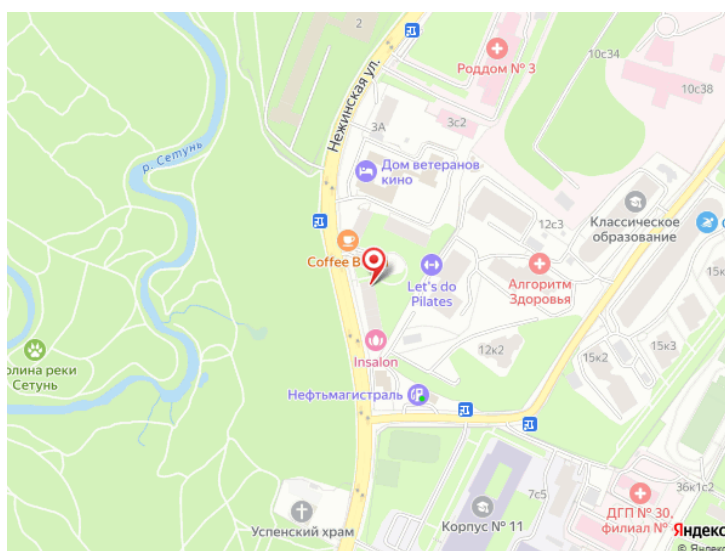 2
Роддом № 3
10с34
10с38
Нежинская ул.
3А
3с2
р. Сетунь
Дом ветеранов
кино
12с3
Классическое
образование
Coffee B
Let's do
Pilates
Алгоритм
Здоровья
15к3
15к2
12к2
Insalon
олина реки
Сетунь
Нефтьмагистраль
7с5
36к1с2
Успенский храм
Корпус № 11
ДГП № 30,
филиал №
Яндекс